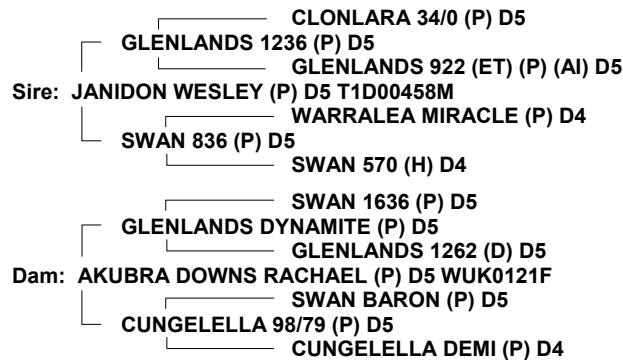 CLONLARA 34/0 (P) D5
GLENLANDS 1236 (P) D5
GLENLANDS 922 (ET) (P) (AI) D5
Sire: JANIDON WESLEY (P) D5 T1D00458M
WARRALEA MIRACLE (P) D4
SWAN 836 (P) D5
SWAN 570 (H) D4
SWAN 1636 (P) D5
GLENLANDS DYNAMITE (P) D5
GLENLANDS 1262 (D) D5
Dam: AKUBRA DOWNS RACHAEL (P) D5 WUK0121F
SWAN BARON (P) D5
CUNGELELLA 98/79 (P) D5
CUNGELELLA DEMI (P) D4